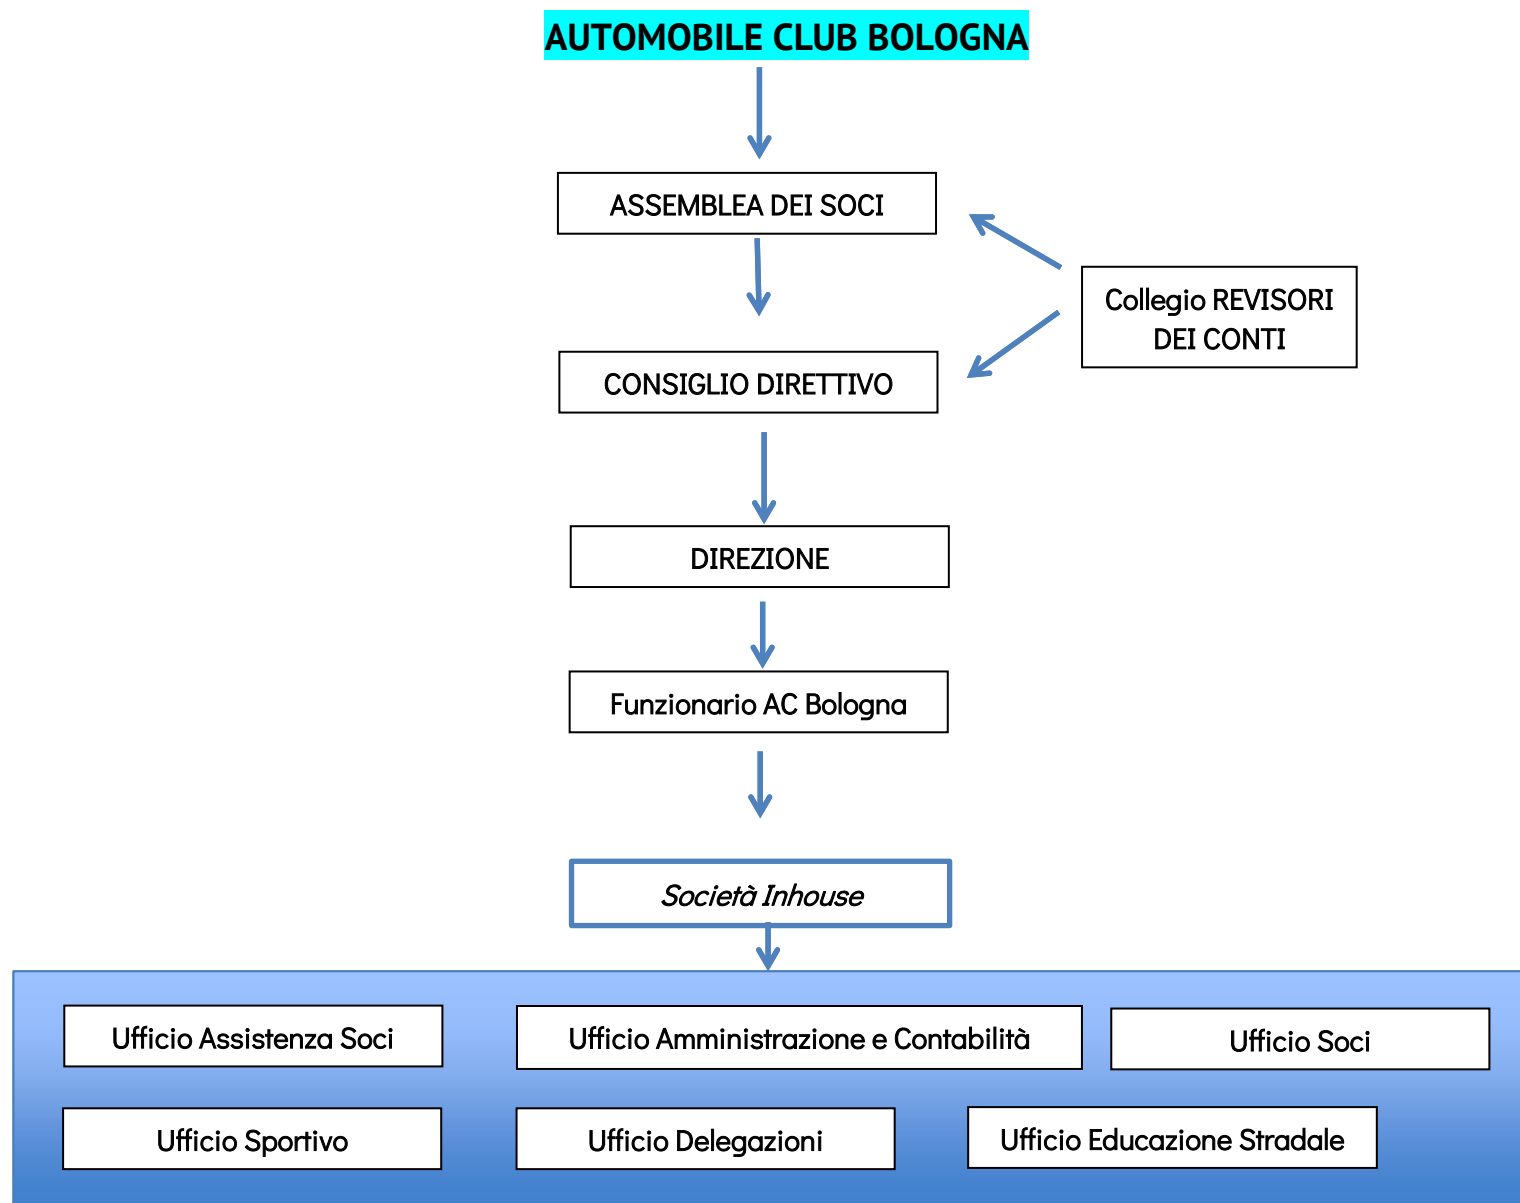 AUTOMOBILE CLUB BOLOGNA
ASSEMBLEA DEI SOCI
Collegio REVISORI
DEI CONTI
CONSIGLIO DIRETTIVO
DIREZIONE
Funzionario AC Bologna
Società Inhouse
Ufficio Assistenza Soci
Ufficio Amministrazione e Contabilità
Ufficio Soci
Ufficio Sportivo
Ufficio Delegazioni
Ufficio Educazione Stradale